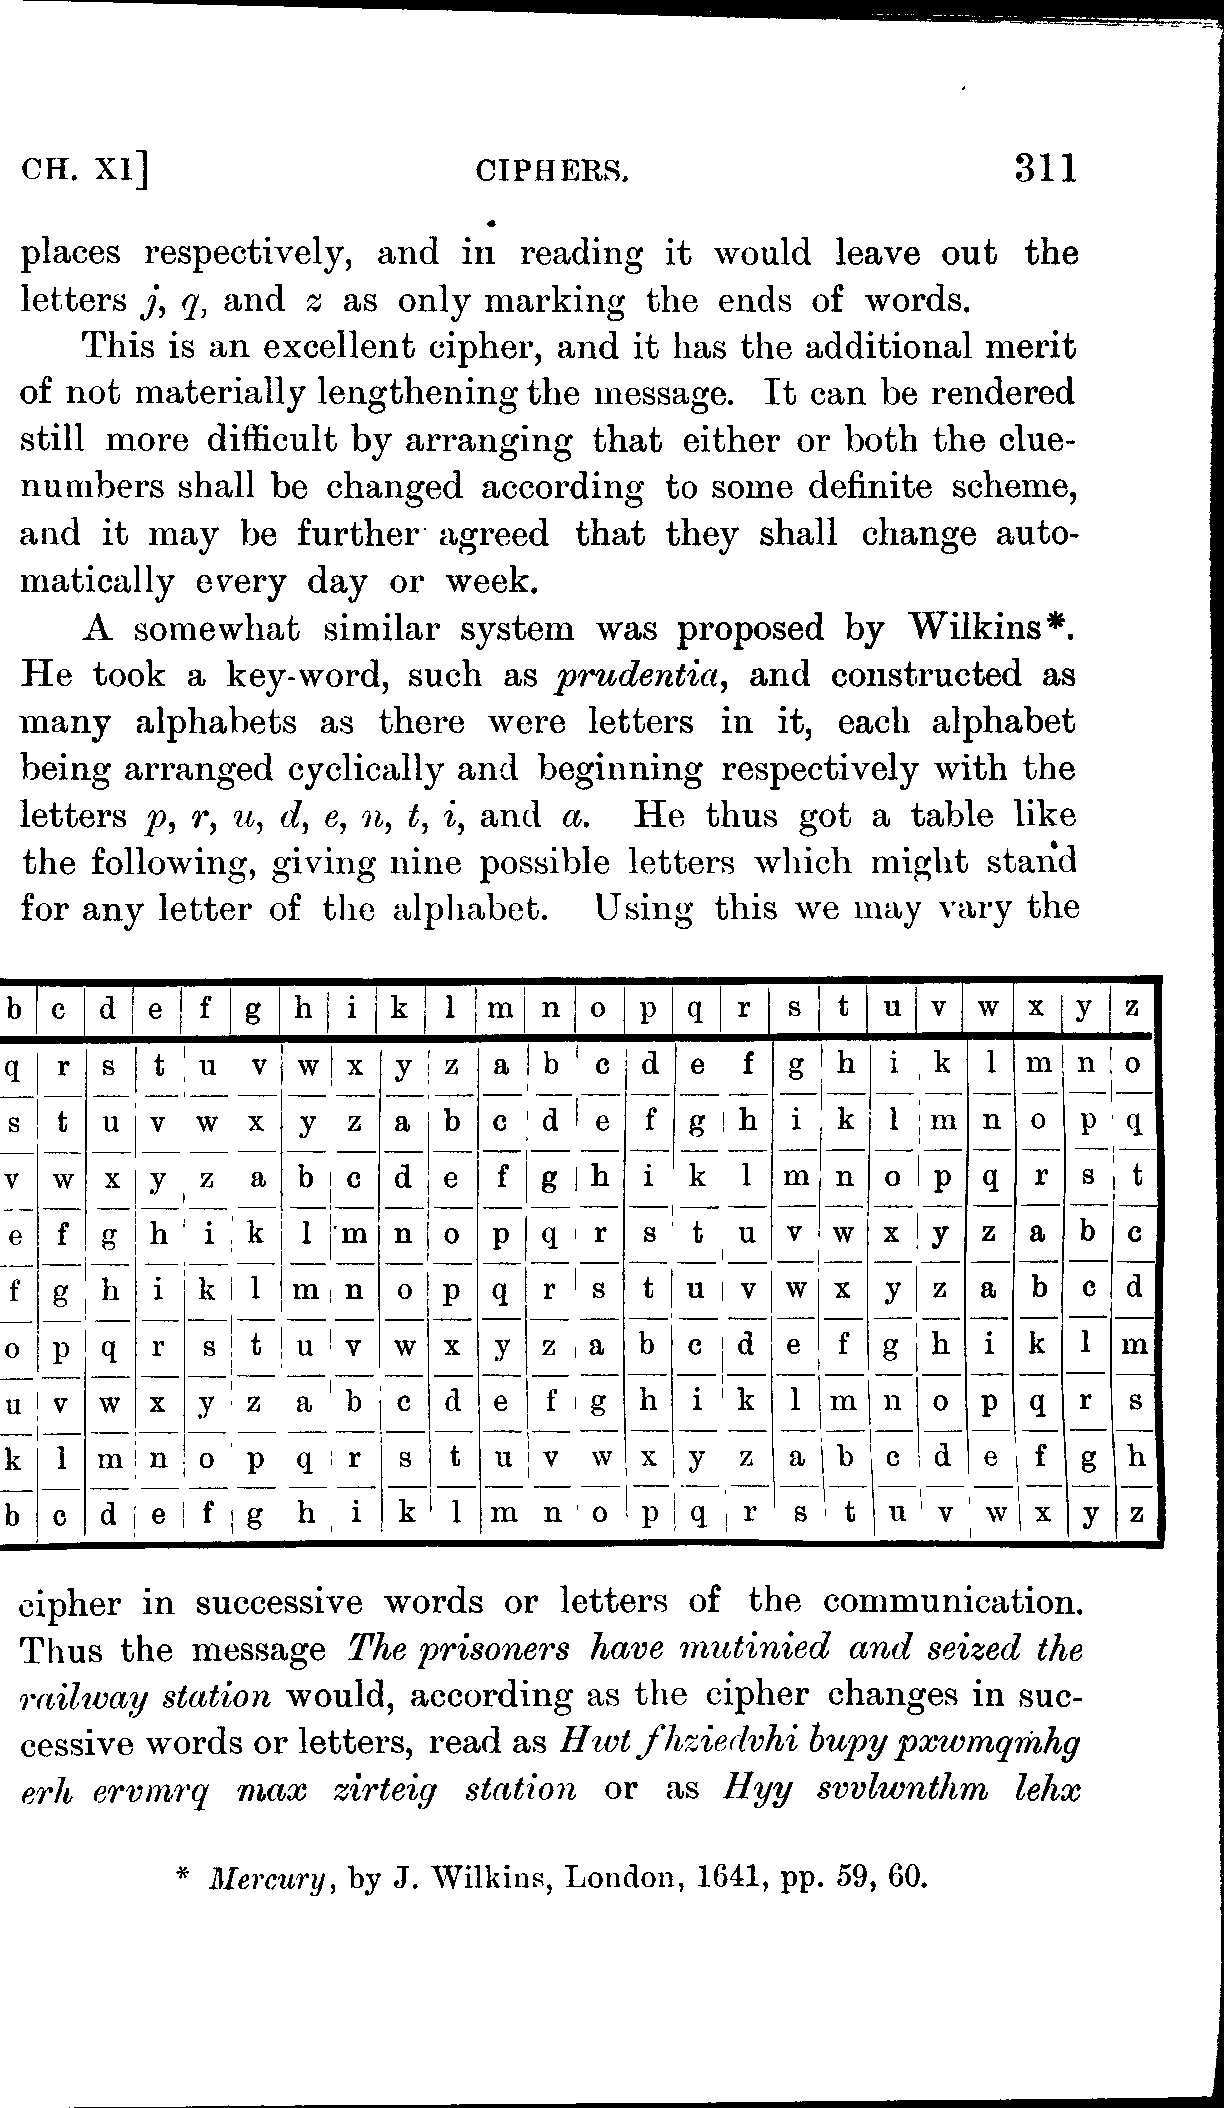 CH. XI] CIPHERS. 311
places respectively, and in reading it would leave out the
letters j, q, and z as only marking the ends of words.
This is an excellent cipher, and it has the additional merit
of not materially lengthening the message. It can be rendered
still more difficult by arranging that either or both the clue-
numbers shall be changed according to some definite scheme,
and it may be further agreed that they shall change auto-
matically every day or week.
A somewhat similar system was proposed by Wilkins*.
He took a key-word, such as prudentia, and constructed as
many alphabets as there were letters in it, each alphabet
being arranged cyclically and beginning respectively with the
letters p, r, u, d, e, n, t, i, and a. He thus got a table like
the following, giving nine possible letters which might stand
for any letter of the alphabet. Using this we may vary the
b c d e f g h i k l m n o p q r s t u v w x y z
q r s t u v w x y z a b c d e f g h i k l m n o
s t u v w x y z a b c d e f g h i k l m n o p q
v w x y z a b c d e f g h i k l m n o p q r s t
e f g h i k l m n o p q r s t u v w x y z a b c
f g h i k l m n o p q r s t u v w x y z a b c d
o p q r s t u v w x y z a b c d e f g h i k l m
u v w x y z a b c d e f g h i k l m n o p q r s
k l m n o p q r s t u v w x y z a b c d e f g h
b c d e f g h i k l m n o p q r s t u v w x y z
cipher in successive words or letters of the communication.
Thus the message The prisoners have mutinied and seized the
railway station would, according as the cipher changes in suc-
cessive words or letters, read as Hwt fhziedvhi bupy pxwmqmhg
erh ervmrq max zirteig station or as Hyy svvlwnthm lehx
* Mercury, by J. Wilkins, London, 1641, pp. 59, 60.